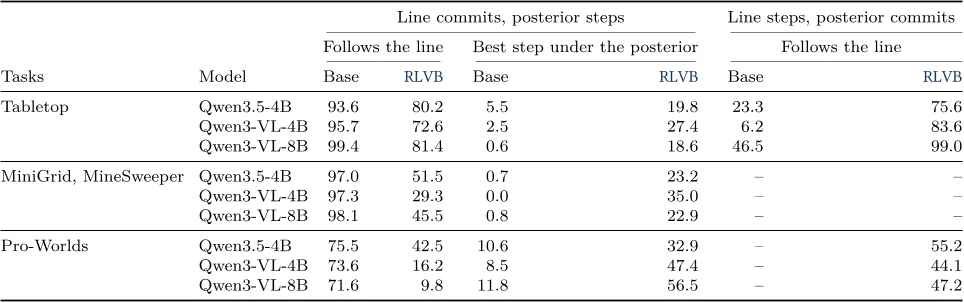 Line commits, posterior steps Line steps, posterior commits
Follows the line Best step under the posterior Follows the line
Tasks Model Base RLVB Base RLVB Base RLVB
Tabletop Qwen3.5-4B 93.6 80.2 5.5 19.8 23.3 75.6
Qwen3-VL-4B 95.7 72.6 2.5 27.4 6.2 83.6
Qwen3-VL-8B 99.4 81.4 0.6 18.6 46.5 99.0
MiniGrid, MineSweeper Qwen3.5-4B 97.0 51.5 0.7 23.2 – –
Qwen3-VL-4B 97.3 29.3 0.0 35.0 – –
Qwen3-VL-8B 98.1 45.5 0.8 22.9 – –
Pro-Worlds Qwen3.5-4B 75.5 42.5 10.6 32.9 – 55.2
Qwen3-VL-4B 73.6 16.2 8.5 47.4 – 44.1
Qwen3-VL-8B 71.6 9.8 11.8 56.5 – 47.2